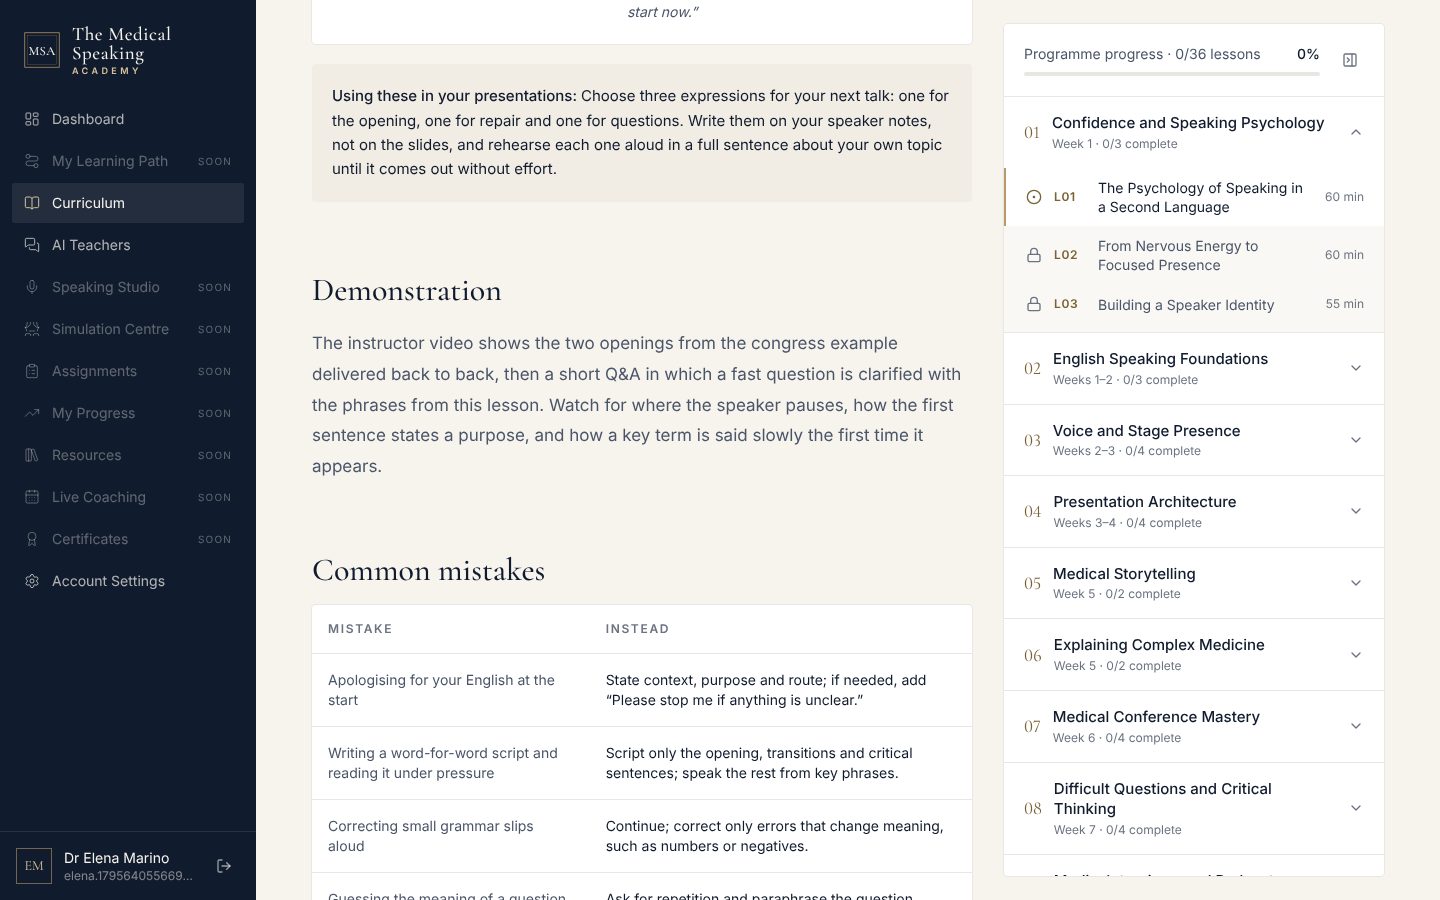 MSA
The Medical
Speaking
ACADEMY
Dashboard
My Learning Path SOON
Curriculum
AI Teachers
Speaking Studio SOON
Simulation Centre SOON
Assignments SOON
My Progress SOON
Resources SOON
Live Coaching SOON
Certificates SOON
Account Settings
EM
Dr Elena Marino
elena.179564055669...
start now.”
Using these in your presentations: Choose three expressions for your next talk: one for
the opening, one for repair and one for questions. Write them on your speaker notes,
not on the slides, and rehearse each one aloud in a full sentence about your own topic
until it comes out without effort.
Demonstration
The instructor video shows the two openings from the congress example
delivered back to back, then a short Q&A in which a fast question is clarified with
the phrases from this lesson. Watch for where the speaker pauses, how the first
sentence states a purpose, and how a key term is said slowly the first time it
appears.
Common mistakes
MISTAKE INSTEAD
Apologising for your English at the
start
State context, purpose and route; if needed, add
“Please stop me if anything is unclear.”
Writing a word-for-word script and
reading it under pressure
Script only the opening, transitions and critical
sentences; speak the rest from key phrases.
Correcting small grammar slips
aloud
Continue; correct only errors that change meaning,
such as numbers or negatives.
Guessing the meaning of a question
Ask for repetition and paraphrase the question
Programme progress · 0/36 lessons 0%
01 Confidence and Speaking Psychology
Week 1 · 0/3 complete
L01 The Psychology of Speaking in
a Second Language
60 min
L02 From Nervous Energy to
Focused Presence
60 min
L03 Building a Speaker Identity 55 min
02 English Speaking Foundations
Weeks 1–2 · 0/3 complete
03 Voice and Stage Presence
Weeks 2–3 · 0/4 complete
04 Presentation Architecture
Weeks 3–4 · 0/4 complete
05 Medical Storytelling
Week 5 · 0/2 complete
06 Explaining Complex Medicine
Week 5 · 0/2 complete
07 Medical Conference Mastery
Week 6 · 0/4 complete
08 Difficult Questions and Critical
Thinking
Week 7 · 0/4 complete